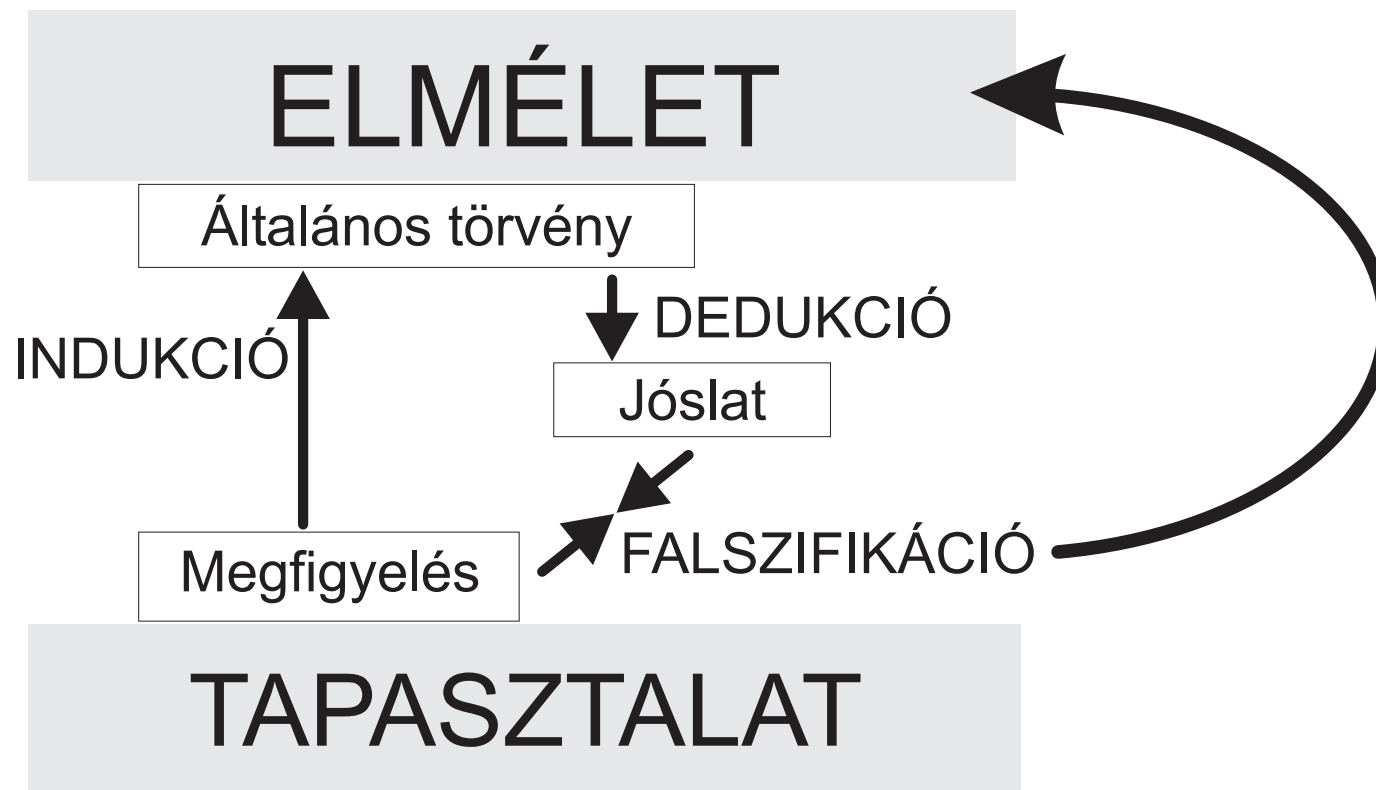 ELMÉLET
Általános törvény
INDUKCIÓ
DEDUKCIÓ
Jóslat
Megfigyelés
FALSZIFIKÁCIÓ
TAPASZTALAT